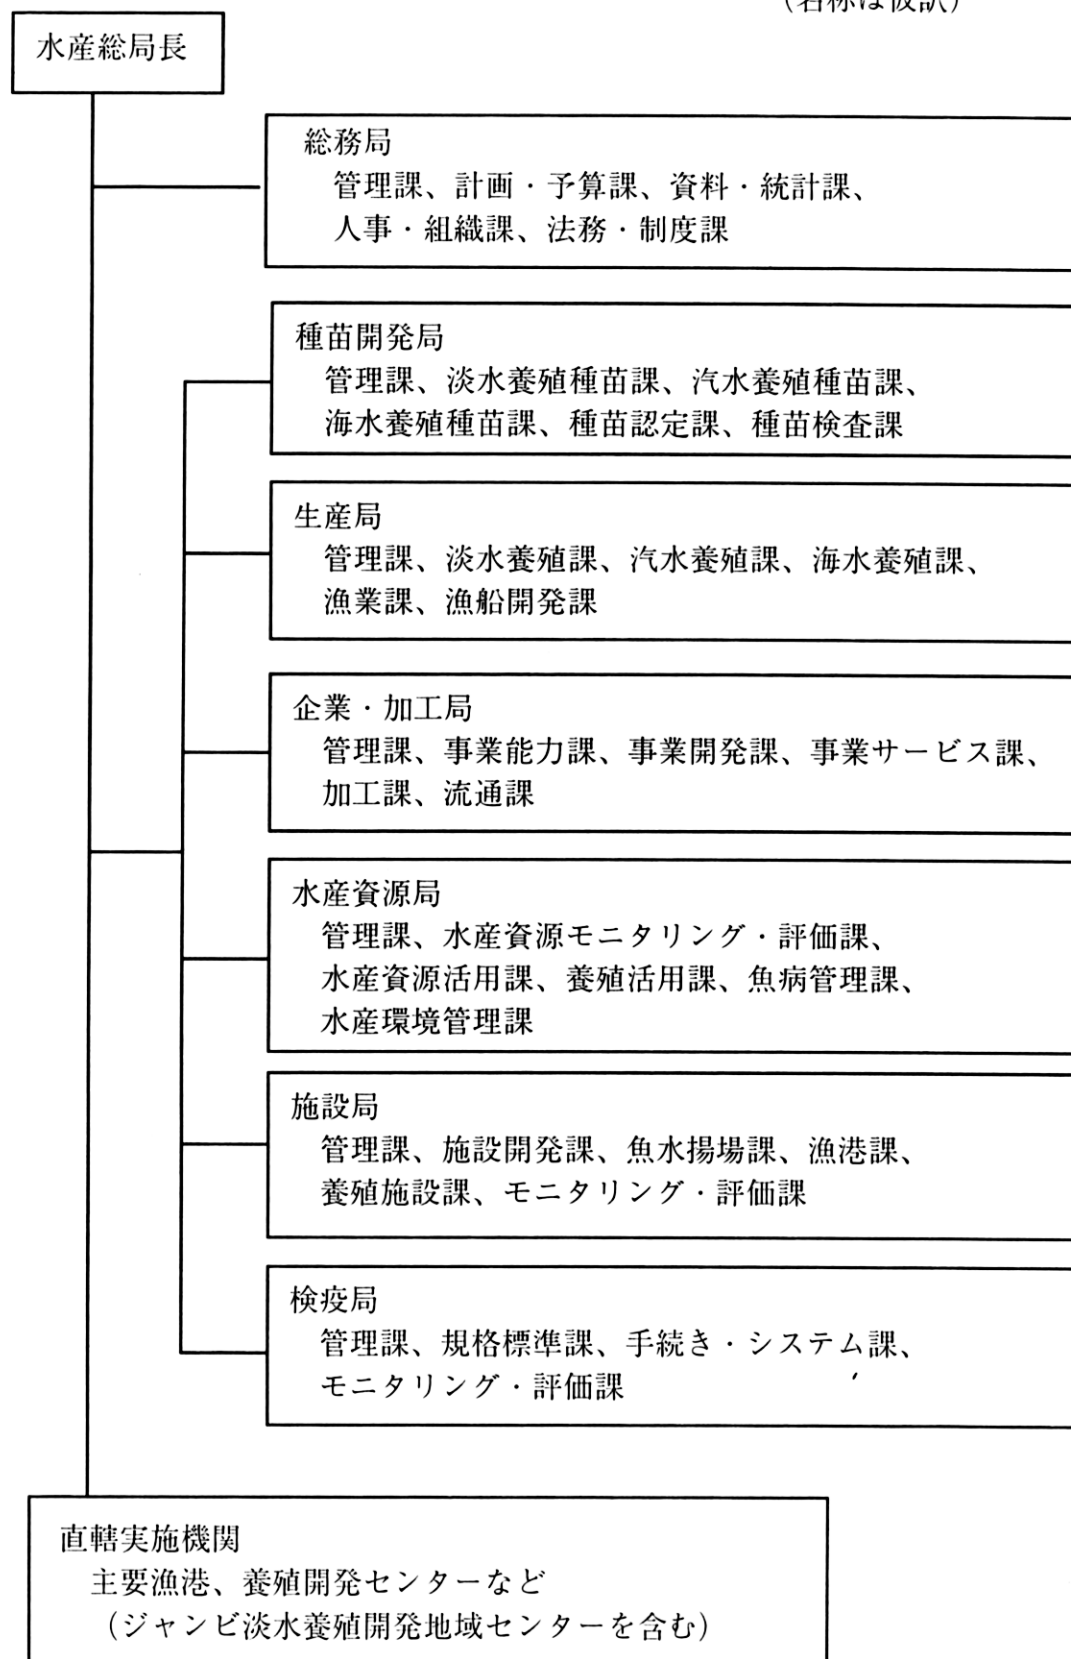 (名称は仮訳)
水産総局長
総務局
管理課、計画・予算課、資料・統計課、
人事・組織課、法務・制度課
種苗開発局
管理課、淡水養殖種苗課、汽水養殖種苗課、
海水養殖種苗課、種苗認定課、種苗検査課
生産局
管理課、淡水養殖課、汽水養殖課、海水養殖課、
漁業課、漁船開発課
企業・加工局
管理課、事業能力課、事業開発課、事業サービス課、
加工課、流通課
水産資源局
管理課、水産資源モニタリング・評価課、
水産資源活用課、養殖活用課、魚病管理課、
水産環境管理課
施設局
管理課、施設開発課、魚水揚場課、漁港課、
養殖施設課、モニタリング・評価課
検疫局
管理課、規格標準課、手続き・システム課、
モニタリング・評価課
直轄実施機関
主要漁港、養殖開発センターなど
(ジャンビ淡水養殖開発地域センターを含む)